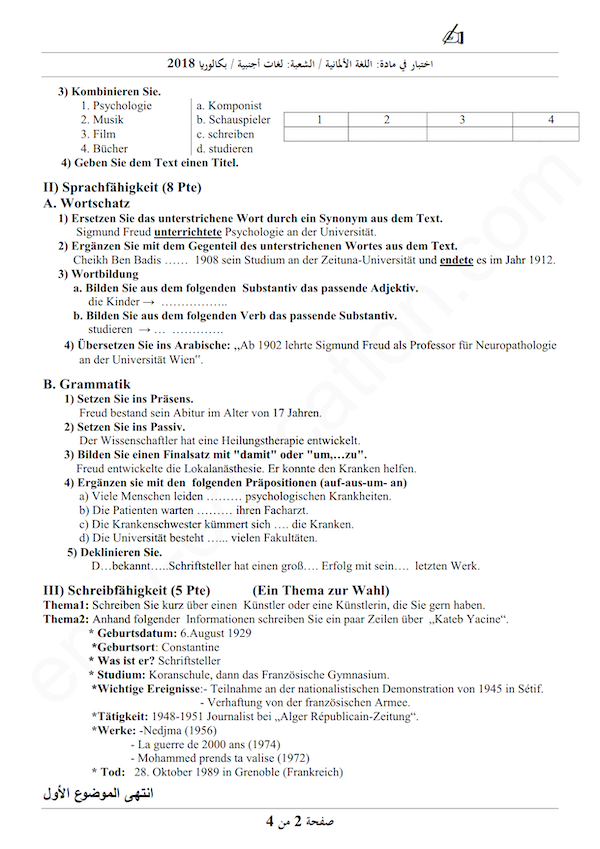 اختبار في مادة: اللغة الألمانية / الشعبة: لغات أجنبية / بكالوريا 2018
3) Kombinieren Sie.
1. Psychologie a. Komponist
2. Musik b. Schauspieler
3. Film c. schreiben
4. Bücher d. studieren
1 2 3 4
4) Geben Sie dem Text einen Titel.
II) Sprachfähigkeit (8 Pte)
A. Wortschatz
1) Ersetzen Sie das unterstrichene Wort durch ein Synonym aus dem Text.
Sigmund Freud unterrichtete Psychologie an der Universität.
2) Ergänzen Sie mit dem Gegenteil des unterstrichenen Wortes aus dem Text.
Cheikh Ben Badis …… 1908 sein Studium an der Zeituna-Universität und endete es im Jahr 1912.
3) Wortbildung
a. Bilden Sie aus dem folgenden Substantiv das passende Adjektiv.
die Kinder → ……………..
b. Bilden Sie aus dem folgenden Verb das passende Substantiv.
studieren → … ………….
4) Übersetzen Sie ins Arabische: „Ab 1902 lehrte Sigmund Freud als Professor für Neuropathologie
an der Universität Wien".
B. Grammatik
1) Setzen Sie ins Präsens.
Freud bestand sein Abitur im Alter von 17 Jahren.
2) Setzen Sie ins Passiv.
Der Wissenschaftler hat eine Heilungstherapie entwickelt.
3) Bilden Sie einen Finalsatz mit "damit" oder "um,…zu".
Freud entwickelte die Lokalanästhesie. Er konnte den Kranken helfen.
4) Ergänzen sie mit den folgenden Präpositionen (auf-aus-um- an)
a) Viele Menschen leiden ……… psychologischen Krankheiten.
b) Die Patienten warten ……… ihren Facharzt.
c) Die Krankenschwester kümmert sich …. die Kranken.
d) Die Universität besteht …... vielen Fakultäten.
5) Deklinieren Sie.
D…bekannt…..Schriftsteller hat einen groß…. Erfolg mit sein…. letzten Werk.
III) Schreibfähigkeit (5 Pte) (Ein Thema zur Wahl)
Thema1: Schreiben Sie kurz über einen Künstler oder eine Künstlerin, die Sie gern haben.
Thema2: Anhand folgender Informationen schreiben Sie ein paar Zeilen über „Kateb Yacine“.
* Geburtsdatum: 6.August 1929
*Geburtsort: Constantine
* Was ist er? Schriftsteller
* Studium: Koranschule, dann das Französische Gymnasium.
*Wichtige Ereignisse:- Teilnahme an der nationalistischen Demonstration von 1945 in Sétif.
- Verhaftung von der französischen Armee.
*Tätigkeit: 1948-1951 Journalist bei „Alger Républicain-Zeitung“.
*Werke: -Nedjma (1956)
- La guerre de 2000 ans (1974)
- Mohammed prends ta valise (1972)
* Tod: 28. Oktober 1989 in Grenoble (Frankreich)
انتهى الموضوع الأول
صفحة 2 من 4